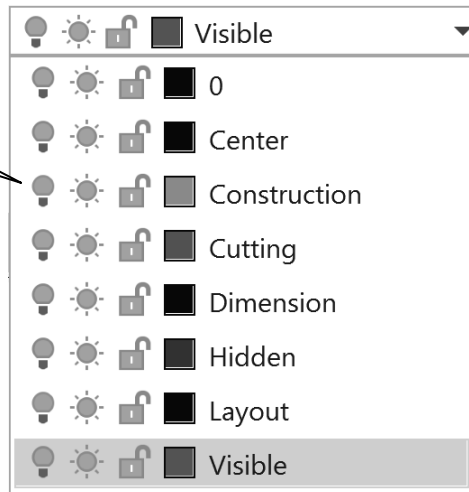 Visible
0
Center
Construction
Cutting
Dimension
Hidden
Layout
Visible